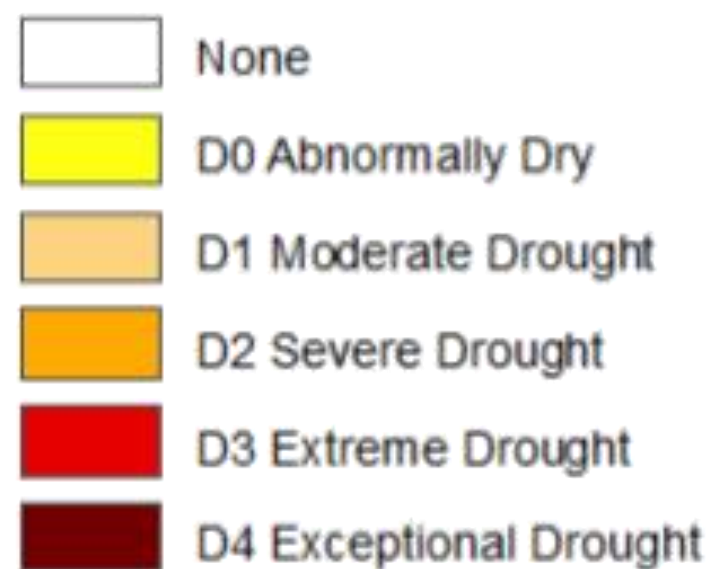 None
D0 Abnormally Dry
D1 Moderate Drought
D2 Severe Drought
D3 Extreme Drought
D4 Exceptional Drought